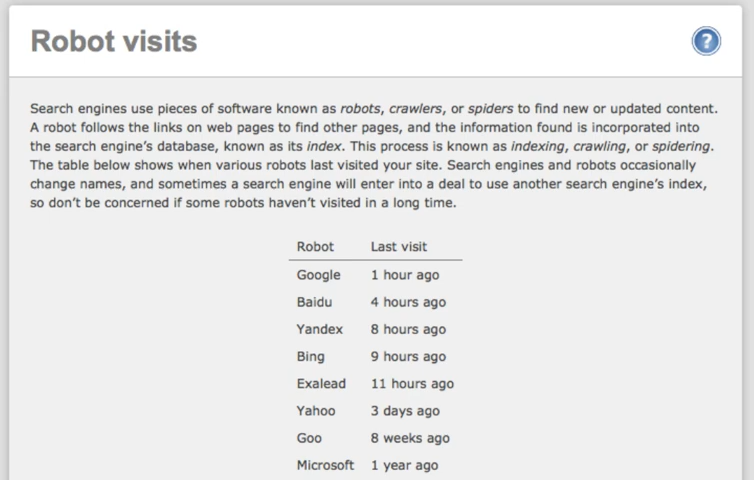 Robot visits
?
Search engines use pieces of software known as robots, crawlers, or spiders to find new or updated content.
A robot follows the links on web pages to find other pages, and the information found is incorporated into
the search engine's database, known as its index. This process is known as indexing, crawling, or spidering.
The table below shows when various robots last visited your site. Search engines and robots occasionally
change names, and sometimes a search engine will enter into a deal to use another search engine's index,
so don't be concerned if some robots haven't visited in a long time.
Robot Last visit
Google 1 hour ago
Baidu 4 hours ago
Yandex 8 hours ago
Bing 9 hours ago
Exalead 11 hours ago
Yahoo 3 days ago
Goo 8 weeks ago
Microsoft 1 year ago